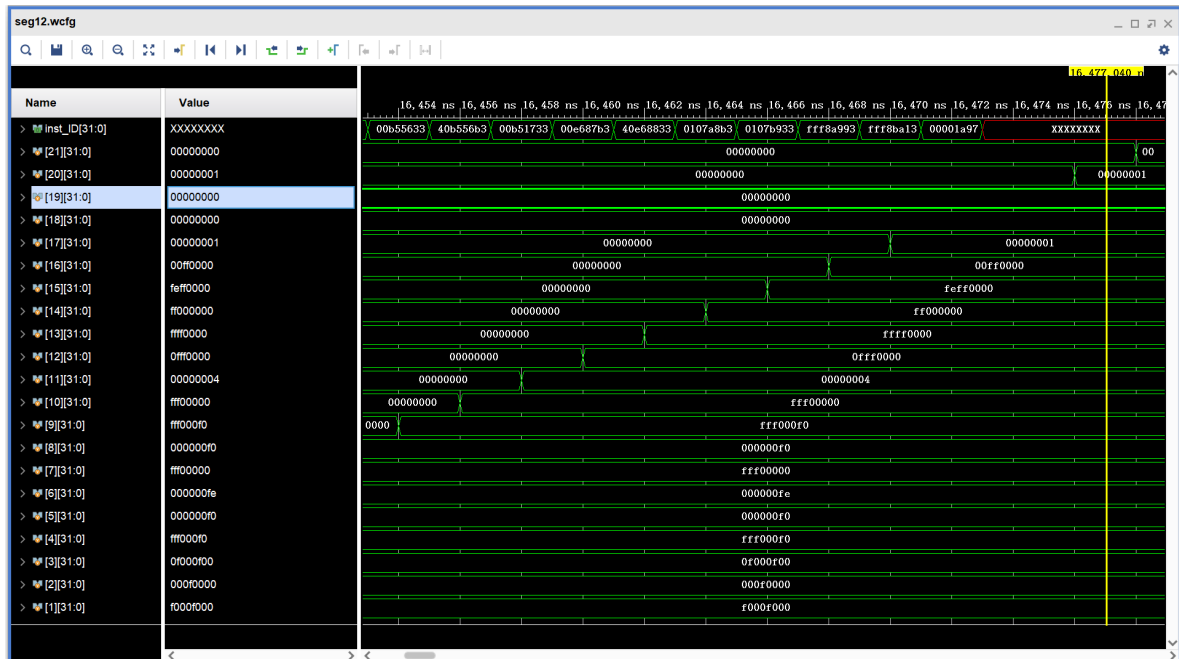 seg12.wcfg
16,477.040 n
Name Value
16,454 ns 16,456 ns 16,458 ns 16,460 ns 16,462 ns 16,464 ns 16,466 ns 16,468 ns 16,470 ns 16,472 ns 16,474 ns 16,476 ns 16,47
inst_ID[31:0] XXXXXXXX 00b55633 40b556b3 00b51733 00e687b3 40e68833 0107a8b3 0107b933 fff8a993 fff8ba13 00001a97 XXXXXXXX
[21][31:0] 00000000 00000000 00
[20][31:0] 00000001 00000000 00000001
[19][31:0] 00000000 00000000
[18][31:0] 00000000 00000000
[17][31:0] 00000001 00000000 00000001
[16][31:0] 00ff0000 00000000 00ff0000
[15][31:0] feff0000 00000000 feff0000
[14][31:0] ff000000 00000000 ff000000
[13][31:0] ffff0000 00000000 ffff0000
[12][31:0] 0fff0000 00000000 0fff0000
[11][31:0] 00000004 00000000 00000004
[10][31:0] fff00000 00000000 fff00000
[9][31:0] fff000f0 0000 fff000f0
[8][31:0] 000000f0 000000f0
[7][31:0] fff00000 fff00000
[6][31:0] 000000fe 000000fe
[5][31:0] 000000f0 000000f0
[4][31:0] fff000f0 fff000f0
[3][31:0] 0f000f00 0f000f00
[2][31:0] 000f0000 000f0000
[1][31:0] f000f000 f000f000